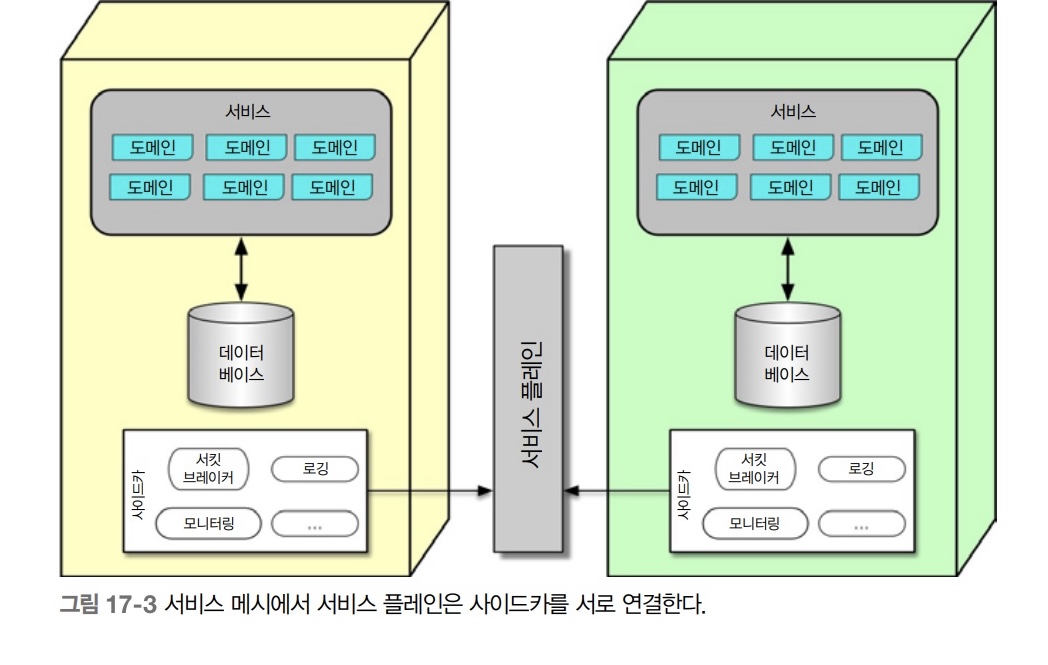 서비스
도메인 도메인 도메인
도메인 도메인 도메인
데이터
베이스
사이드카
서킷
브레이커
로깅
모니터링
...
서비스 플레인
서비스
도메인 도메인 도메인
도메인 도메인 도메인
데이터
베이스
사이드카
서킷
브레이커
로깅
모니터링
...
그림 17-3 서비스 메시에서 서비스 플레인은 사이드카를 서로 연결한다.